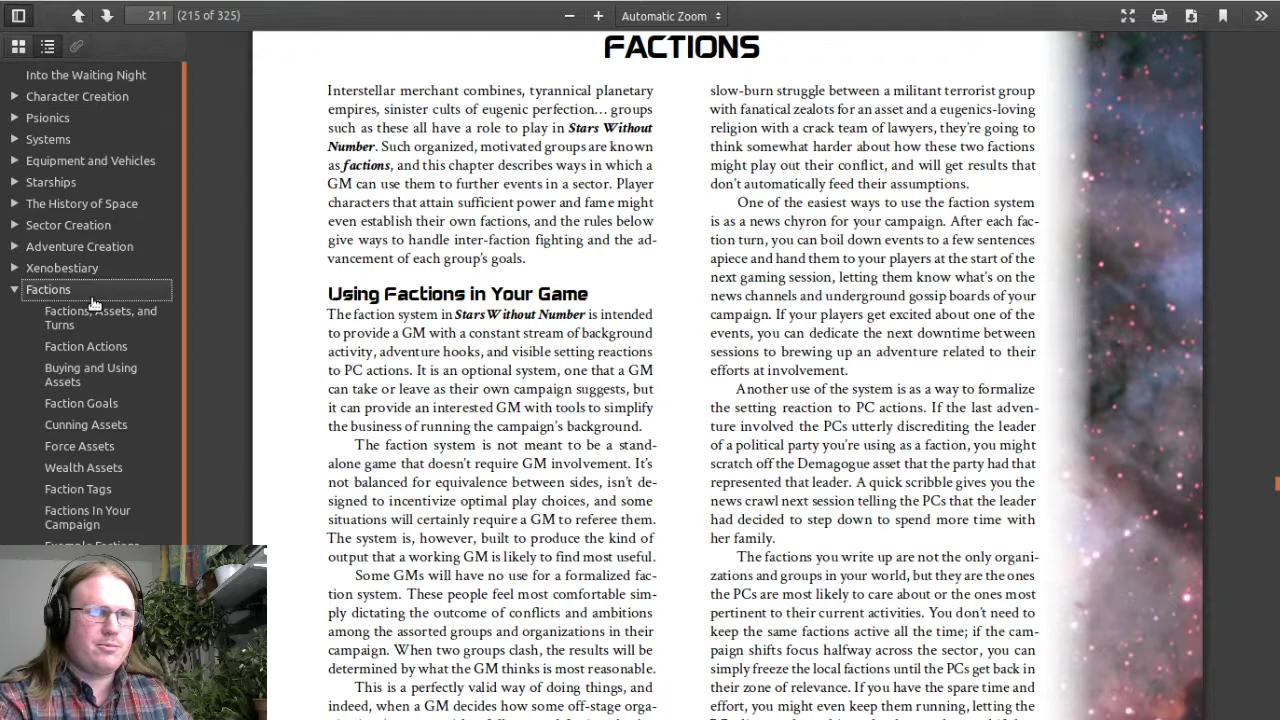 211 (215 of 325)
Automatic Zoom
Into the Waiting Night
Character Creation
Psionics
Systems
Equipment and Vehicles
Starships
The History of Space
Sector Creation
Adventure Creation
Xenobestiary
Factions
Factions, Assets, and
Turns
Faction Actions
Buying and Using
Assets
Faction Goals
Cunning Assets
Force Assets
Wealth Assets
Faction Tags
Factions In Your
Campaign
FACTIONS
Interstellar merchant combines, tyrannical planetary
empires, sinister cults of eugenic perfection… groups
such as these all have a role to play in Stars Without
Number. Such organized, motivated groups are known
as factions, and this chapter describes ways in which a
GM can use them to further events in a sector. Player
characters that attain sufficient power and fame might
even establish their own factions, and the rules below
give ways to handle inter-faction fighting and the ad-
vancement of each group's goals.
Using Factions in Your Game
The faction system in Stars Without Number is intended
to provide a GM with a constant stream of background
activity, adventure hooks, and visible setting reactions
to PC actions. It is an optional system, one that a GM
can take or leave as their own campaign suggests, but
it can provide an interested GM with tools to simplify
the business of running the campaign's background.
The faction system is not meant to be a stand-
alone game that doesn't require GM involvement. It's
not balanced for equivalence between sides, isn't de-
signed to incentivize optimal play choices, and some
situations will certainly require a GM to referee them.
The system is, however, built to produce the kind of
output that a working GM is likely to find most useful.
Some GMs will have no use for a formalized fac-
tion system. These people feel most comfortable sim-
ply dictating the outcome of conflicts and ambitions
among the assorted groups and organizations in their
campaign. When two groups clash, the results will be
determined by what the GM thinks is most reasonable.
This is a perfectly valid way of doing things, and
indeed, when a GM decides how some off-stage orga-
slow-burn struggle between a militant terrorist group
with fanatical zealots for an asset and a eugenics-loving
religion with a crack team of lawyers, they're going to
think somewhat harder about how these two factions
might play out their conflict, and will get results that
don't automatically feed their assumptions.
One of the easiest ways to use the faction system
is as a news chyron for your campaign. After each fac-
tion turn, you can boil down events to a few sentences
apiece and hand them to your players at the start of the
next gaming session, letting them know what's on the
news channels and underground gossip boards of your
campaign. If your players get excited about one of the
events, you can dedicate the next downtime between
sessions to brewing up an adventure related to their
efforts at involvement.
Another use of the system is as a way to formalize
the setting reaction to PC actions. If the last adven-
ture involved the PCs utterly discrediting the leader
of a political party you're using as a faction, you might
scratch off the Demagogue asset that the party had that
represented that leader. A quick scribble gives you the
news crawl next session telling the PCs that the leader
had decided to step down to spend more time with
her family.
The factions you write up are not the only organi-
zations and groups in your world, but they are the ones
the PCs are most likely to care about or the ones most
pertinent to their current activities. You don't need to
keep the same factions active all the time; if the cam-
paign shifts focus halfway across the sector, you can
simply freeze the local factions until the PCs get back in
their zone of relevance. If you have the spare time and
effort, you might even keep them running, letting the